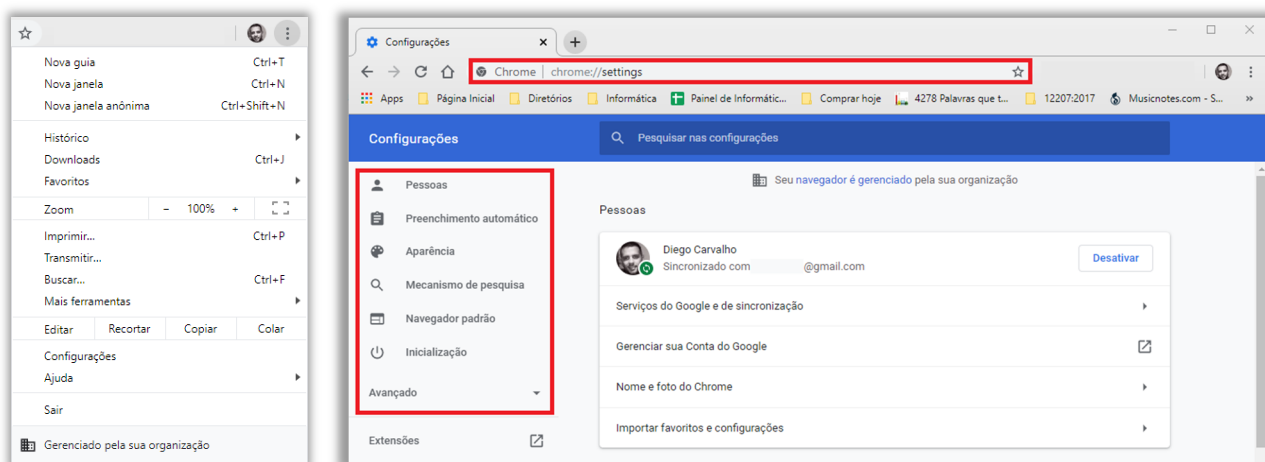 Nova guia Ctrl+T
Nova janela Ctrl+N
Nova janela anônima Ctrl+Shift+N
Histórico
Downloads Ctrl+J
Favoritos
Zoom - 100% +
Imprimir... Ctrl+P
Transmitir...
Buscar... Ctrl+F
Mais ferramentas
Editar Recortar Copiar Colar
Configurações
Ajuda
Sair
Gerenciado pela sua organização
Configurações
Chrome | chrome://settings
Apps Página Inicial Diretórios Informática Painel de Informátic... Comprar hoje 4278 Palavras que t... 12207:2017 Musicnotes.com - S... »
Configurações Pesquisar nas configurações
Seu navegador é gerenciado pela sua organização
Pessoas
Preenchimento automático
Aparência
Mecanismo de pesquisa
Navegador padrão
Inicialização
Avançado
Extensões
Pessoas
Diego Carvalho
Sincronizado com @gmail.com
Desativar
Serviços do Google e de sincronização
Gerenciar sua Conta do Google
Nome e foto do Chrome
Importar favoritos e configurações